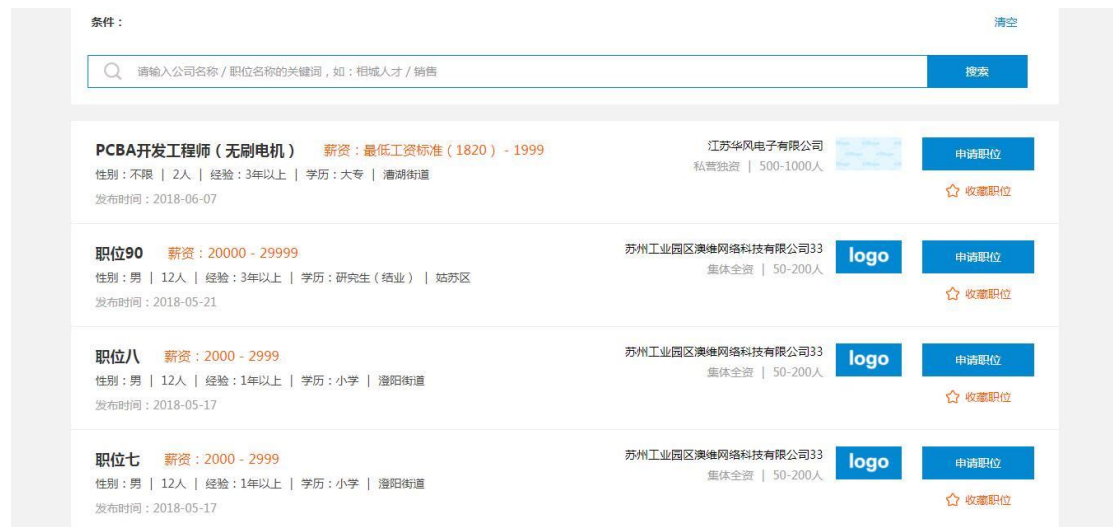 条件：
清空
请输入公司名称 / 职位名称的关键词，如：相城人才 / 销售
搜索
PCBA开发工程师（无刷电机）
薪资：最低工资标准（1820） - 1999
江苏华风电子有限公司
申请职位
性别：不限 | 2人 | 经验：3年以上 | 学历：大专 | 漕湖街道
私营独资 | 500-1000人
收藏职位
发布时间：2018-06-07
职位90
薪资：20000 - 29999
苏州工业园区澳维网络科技有限公司33
logo
申请职位
性别：男 | 12人 | 经验：3年以上 | 学历：研究生（结业） | 姑苏区
集体全资 | 50-200人
收藏职位
发布时间：2018-05-21
职位八
薪资：2000 - 2999
苏州工业园区澳维网络科技有限公司33
logo
申请职位
性别：男 | 12人 | 经验：1年以上 | 学历：小学 | 澄阳街道
集体全资 | 50-200人
收藏职位
发布时间：2018-05-17
职位七
薪资：2000 - 2999
苏州工业园区澳维网络科技有限公司33
logo
申请职位
性别：男 | 12人 | 经验：1年以上 | 学历：小学 | 澄阳街道
集体全资 | 50-200人
收藏职位
发布时间：2018-05-17